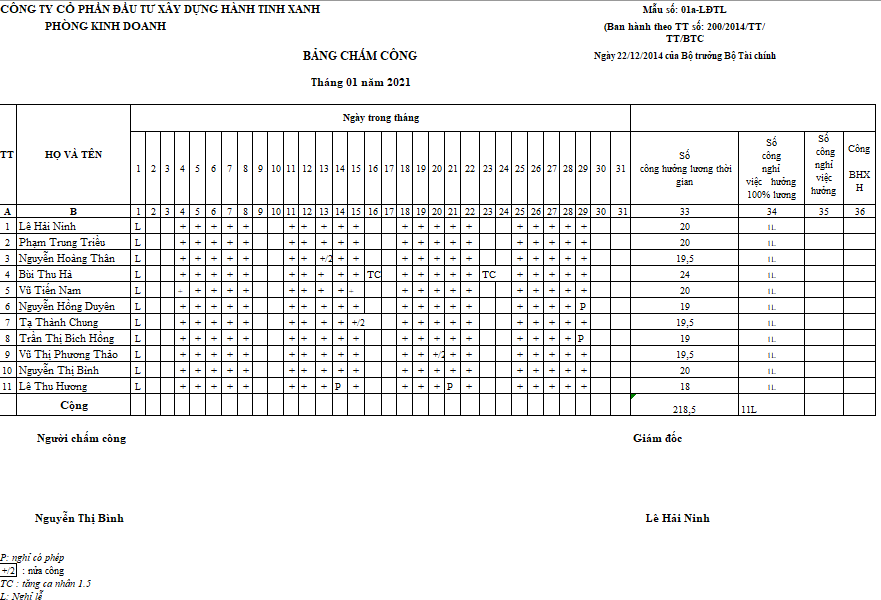 CÔNG TY CỔ PHẦN ĐẦU TƯ XÂY DỰNG HÀNH TINH XANH
PHÒNG KINH DOANH
Mẫu số: 01a-LĐTL
(Ban hành theo TT số: 200/2014/TT/
TT/BTC
Ngày 22/12/2014 của Bộ trưởng Bộ Tài chính
BẢNG CHẤM CÔNG
Tháng 01 năm 2021
TT HỌ VÀ TÊN Ngày trong tháng
1 2 3 4 5 6 7 8 9 10 11 12 13 14 15 16 17 18 19 20 21 22 23 24 25 26 27 28 29 30 31
Số
công hưởng lương thời
gian
Số
công
nghỉ
việc hưởng
100% lương
Số
công
nghỉ
việc
hưởng
Công
BHX
H
A B 1 2 3 4 5 6 7 8 9 10 11 12 13 14 15 16 17 18 19 20 21 22 23 24 25 26 27 28 29 30 31 33 34 35 36
1 Lê Hải Ninh L + + + + + + + + + + + + + + + + + + + + 20 1L
2 Phạm Trung Triều L + + + + + + + + + + + + + + + + + + + + 20 1L
3 Nguyễn Hoàng Thân L + + + + + + + +/2 + + + + + + + + + + + + 19,5 1L
4 Bùi Thu Hà L + + + + + + + + + + TC + + + + + TC + + + + + 24 1L
5 Vũ Tiến Nam L + + + + + + + + + + + + + + + + + + + + 20 1L
6 Nguyễn Hồng Duyên L + + + + + + + + + + + + + + + + + + + P 19 1L
7 Tạ Thành Chung L + + + + + + + + + +/2 + + + + + + + + + + 19,5 1L
8 Trần Thị Bích Hồng L + + + + + + + + + + + + + + + + + + + P 19 1L
9 Vũ Thị Phương Thảo L + + + + + + + + + + + + +/2 + + + + + + + 19,5 1L
10 Nguyễn Thị Bình L + + + + + + + + + + + + + + + + + + + + 20 1L
11 Lê Thu Hương L + + + + + + + + P + + + + P + + + + + + 18 1L
Cộng 218,5 11L
Người chấm công Giám đốc
Nguyễn Thị Bình Lê Hải Ninh
P: nghỉ có phép
+/2 : nửa công
TC : tăng ca nhân 1.5
L: Nghỉ lễ